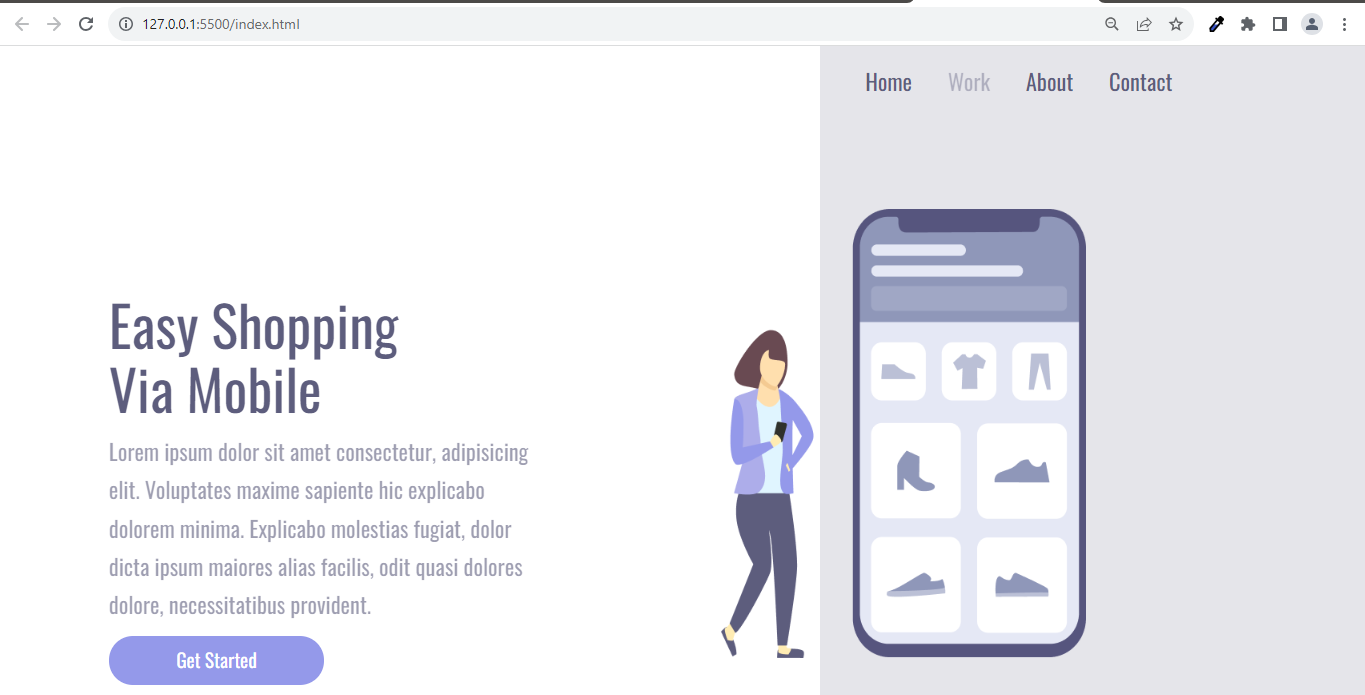 127.0.0.1:5500/index.html
Home Work About Contact
Easy Shopping
Via Mobile
Lorem ipsum dolor sit amet consectetur, adipisicing
elit. Voluptates maxime sapiente hic explicabo
dolorem minima. Explicabo molestias fugiat, dolor
dicta ipsum maiores alias facilis, odit quasi dolores
dolore, necessitatibus provident.
Get Started